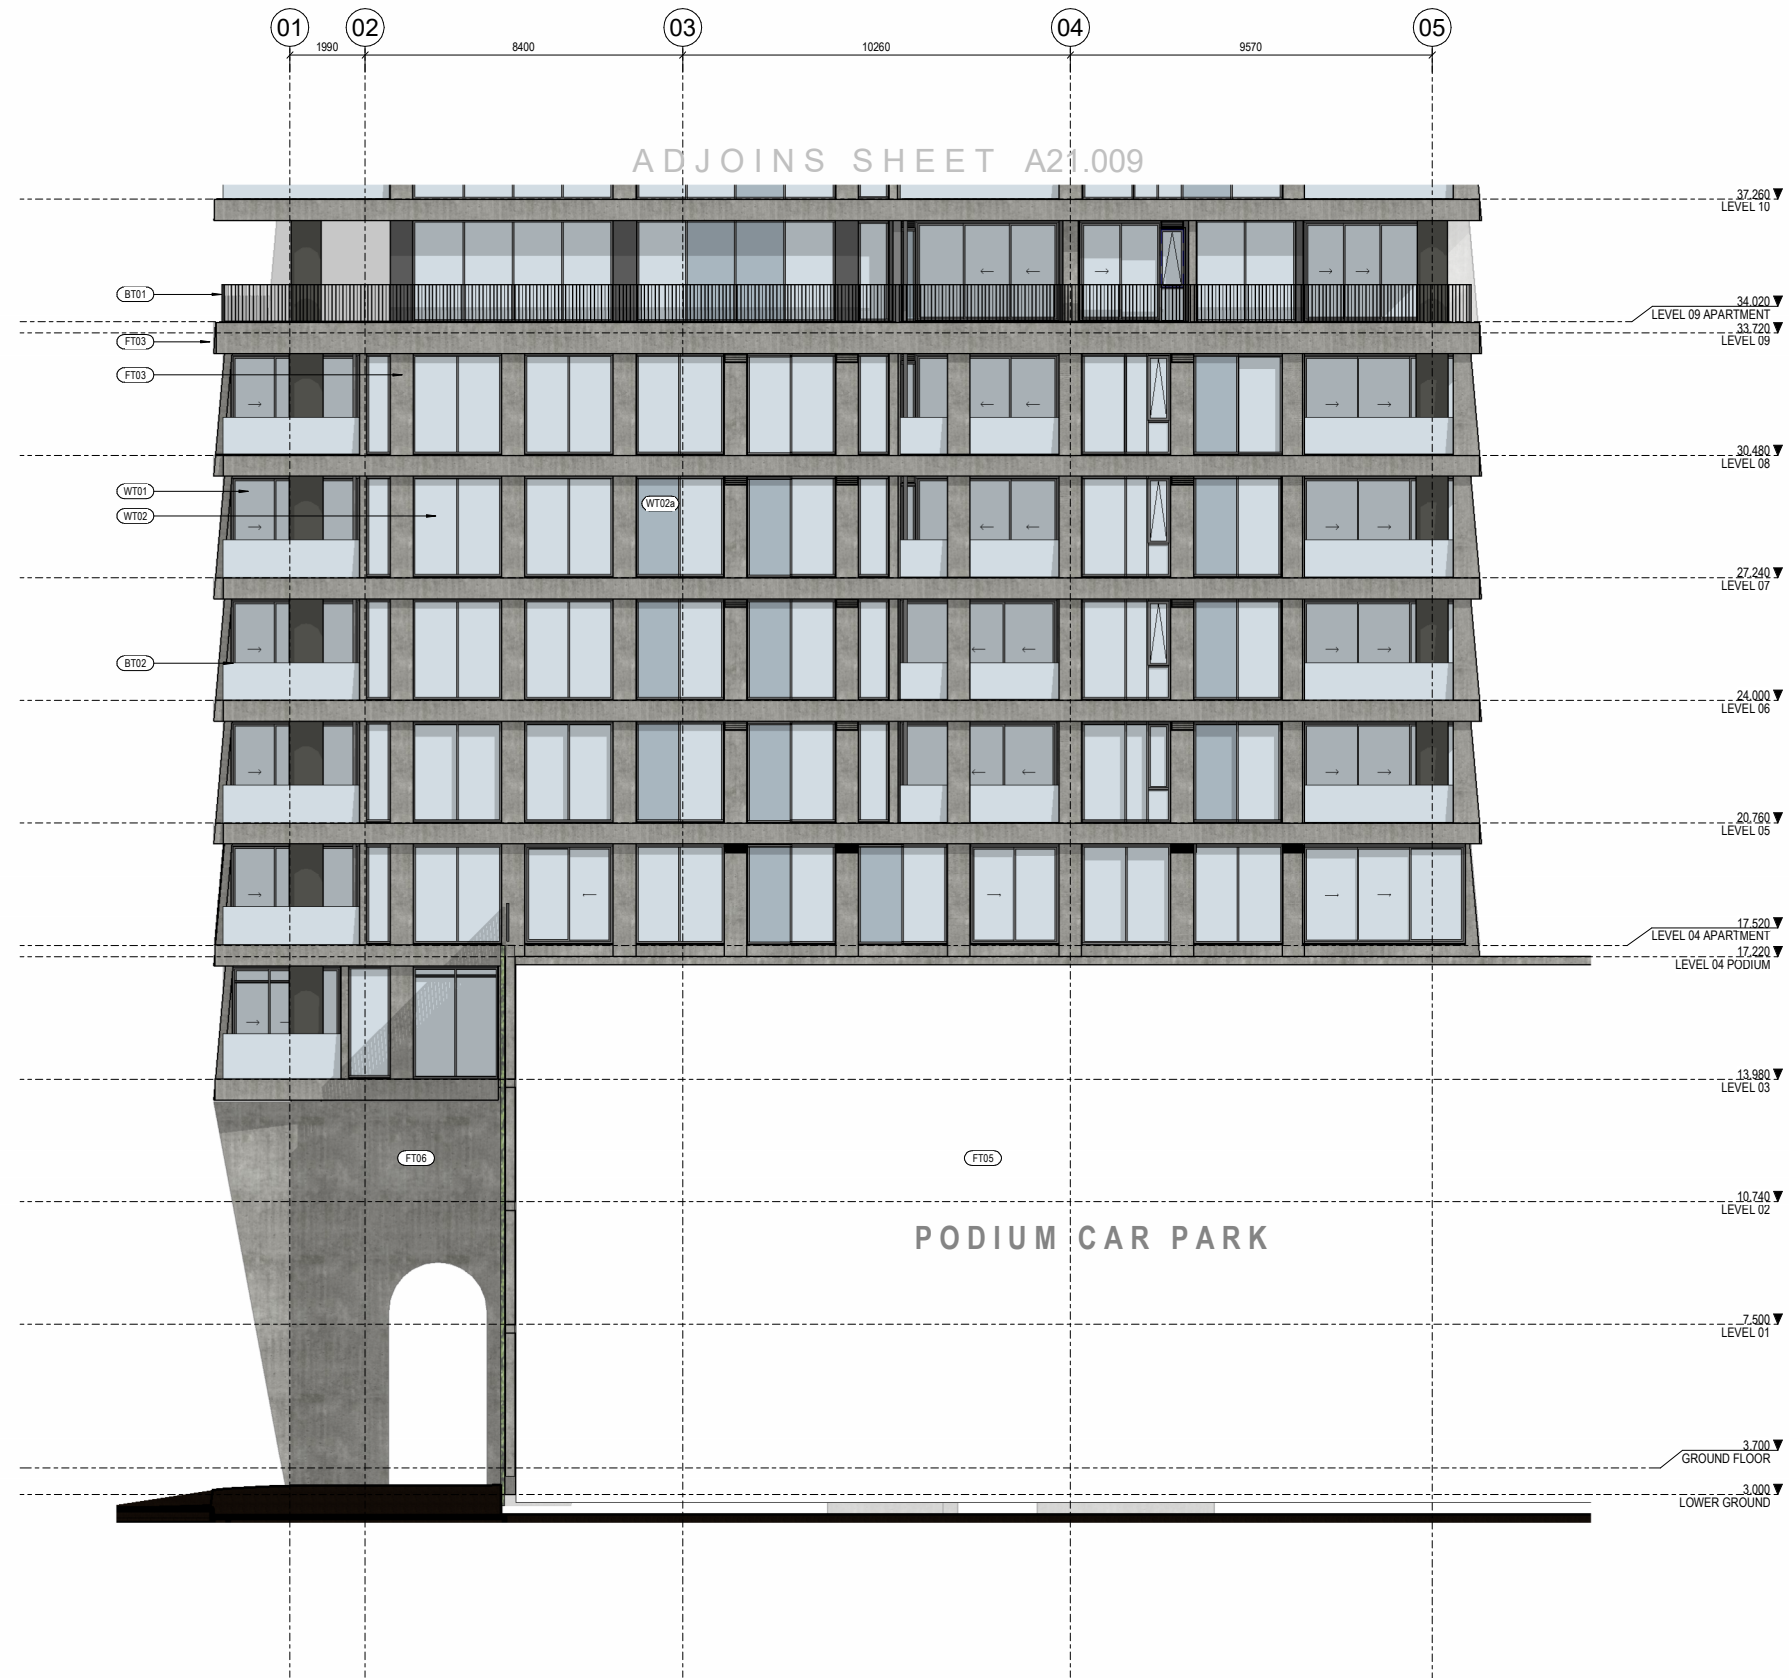 01 02 03 04 05
1990 8400 10260 9570
ADJOINS SHEET A21.009
37.260
LEVEL 10
BT01
34.020
LEVEL 09 APARTMENT
33.720
LEVEL 09
FT03
FT03
30.480
LEVEL 08
WT01
WT02a
WT02
27.240
LEVEL 07
BT02
24.000
LEVEL 06
20.760
LEVEL 05
17.520
LEVEL 04 APARTMENT
17.220
LEVEL 04 PODIUM
13.980
LEVEL 03
FT06 FT05
10.740
LEVEL 02
PODIUM CAR PARK
7.500
LEVEL 01
3.700
GROUND FLOOR
3.000
LOWER GROUND